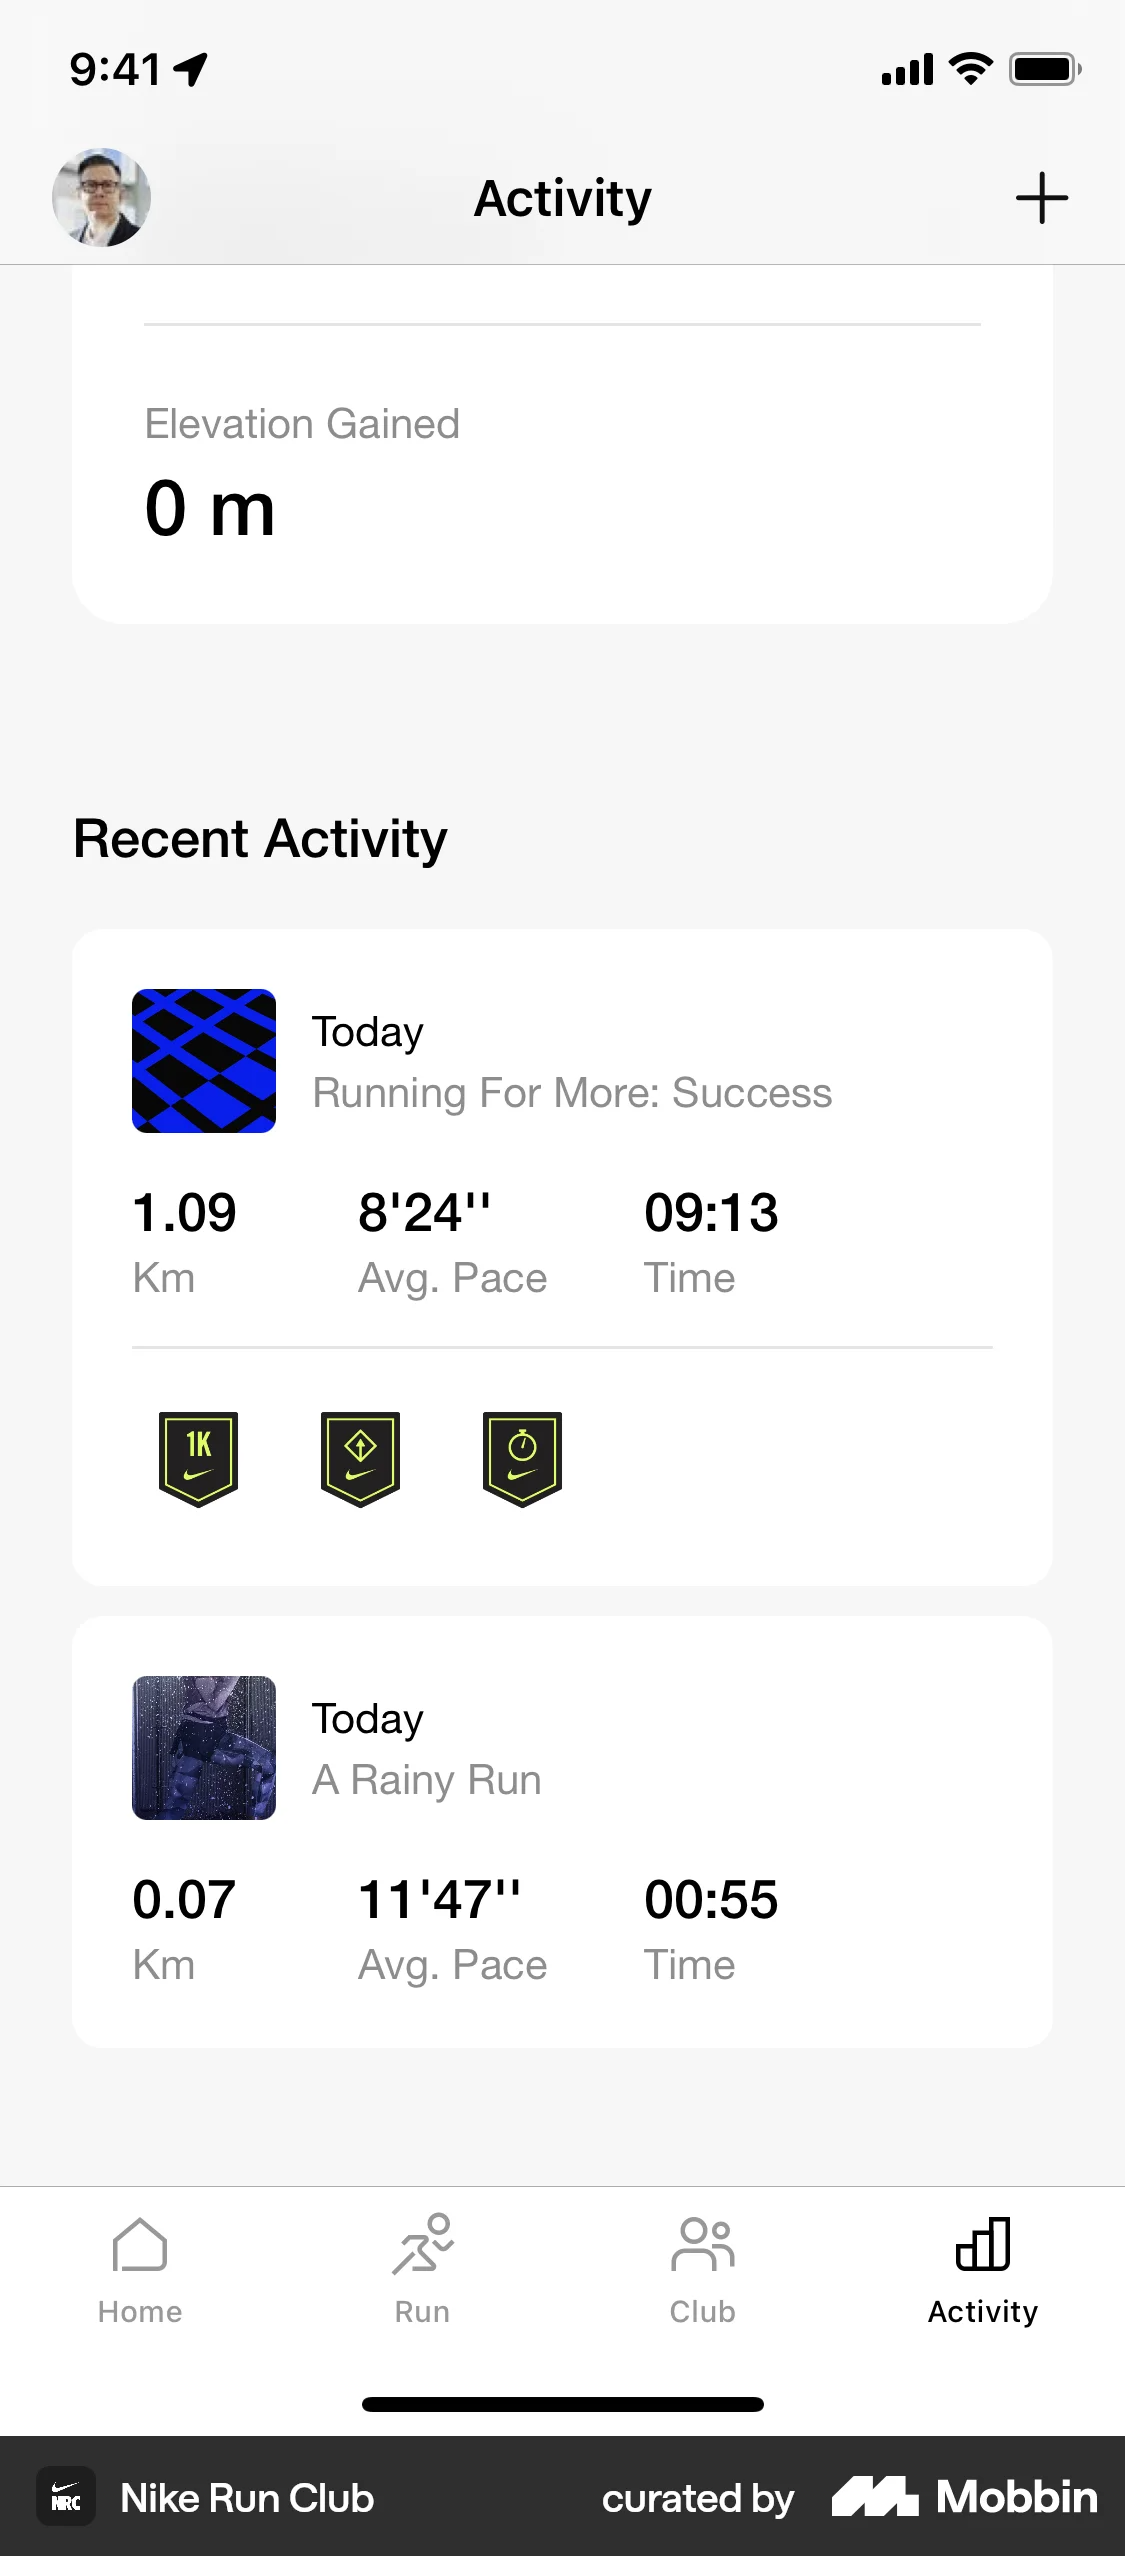 9:41
Activity
Elevation Gained
0 m
Recent Activity
Today
Running For More: Success
1.09 8'24'' 09:13
Km Avg. Pace Time
1K
Today
A Rainy Run
0.07 11'47'' 00:55
Km Avg. Pace Time
Home Run Club Activity
NRC Nike Run Club curated by Mobbin